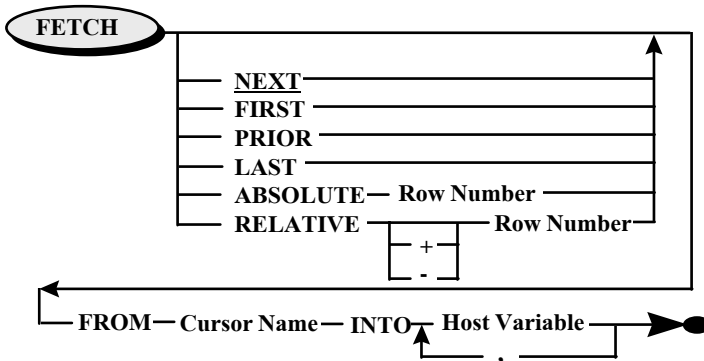 FETCH
NEXT
FIRST
PRIOR
LAST
ABSOLUTE Row Number
RELATIVE Row Number
+
-
FROM Cursor Name INTO Host Variable
,